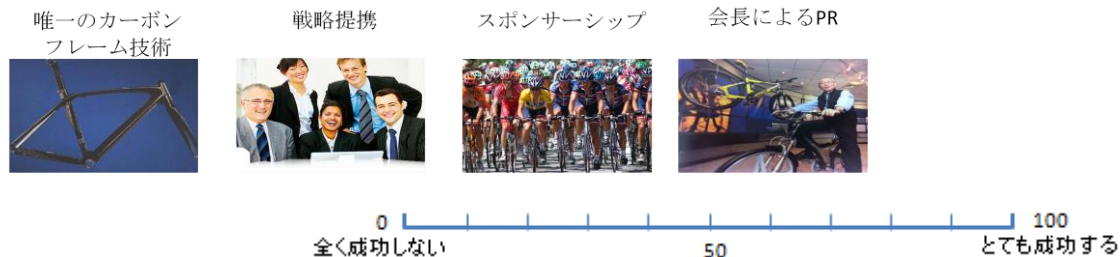 唯一のカーボン
フレーム技術
戦略提携
スポンサーシップ
会長によるPR
0
100
全く成功しない
50
とても成功する